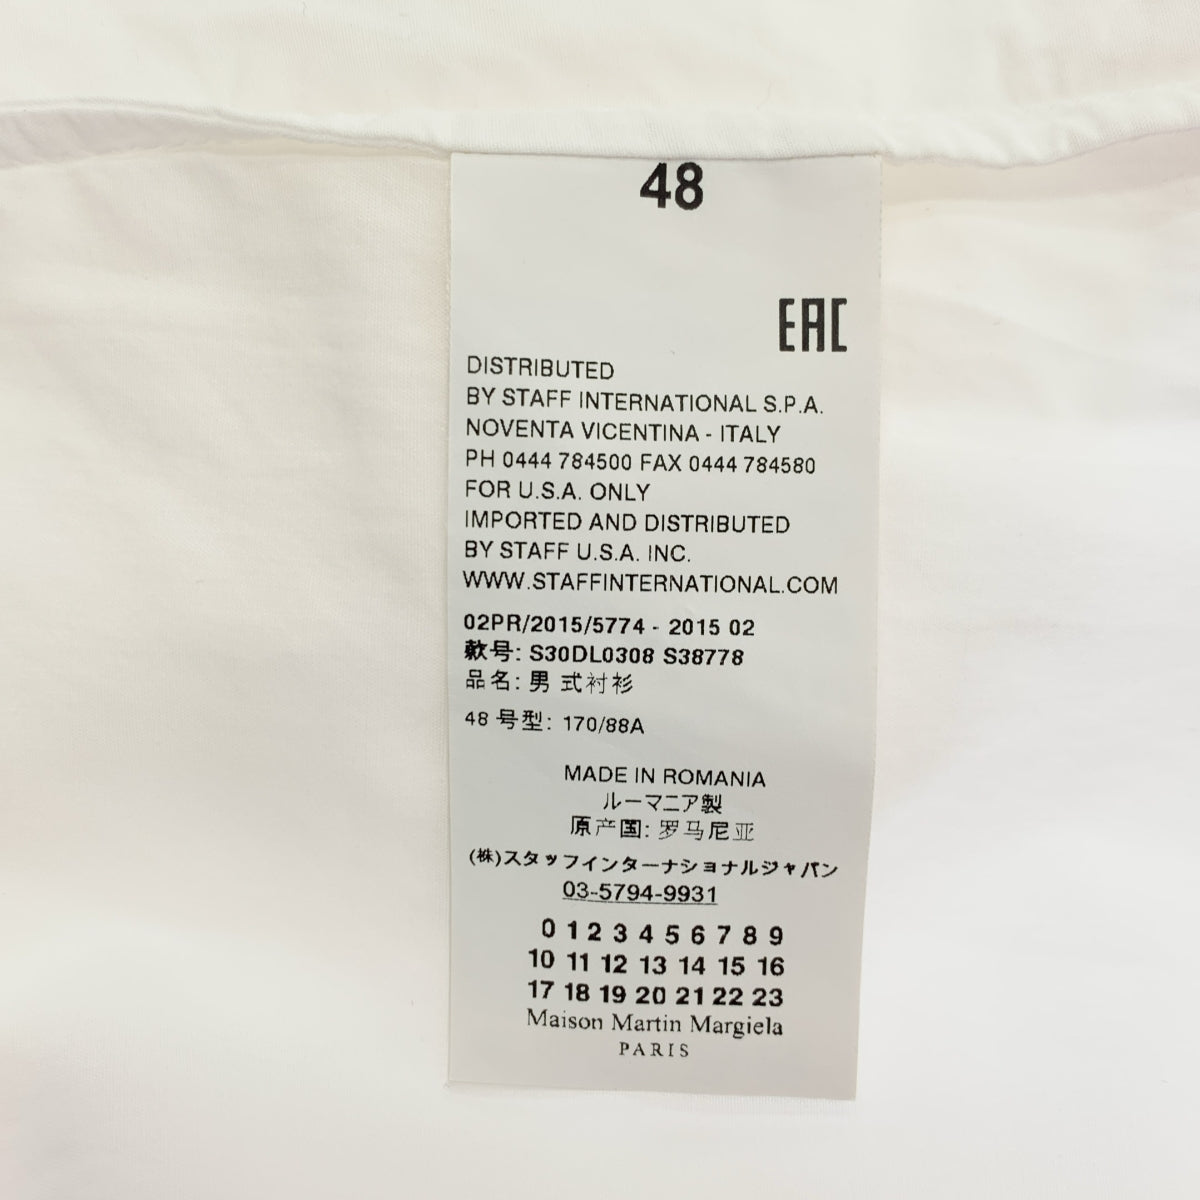 48
EAC
DISTRIBUTED
BY STAFF INTERNATIONAL S.P.A.
NOVENTA VICENTINA - ITALY
PH 0444 784500 FAX 0444 784580
FOR U.S.A. ONLY
IMPORTED AND DISTRIBUTED
BY STAFF U.S.A. INC.
WWW.STAFFINTERNATIONAL.COM
02PR/2015/5774 - 2015 02
款号: S30DL0308 S38778
品名: 男 式衬衫
48 号型: 170/88A
MADE IN ROMANIA
ルーマニア製
原产国: 罗马尼亚
(株)スタッフインターナショナルジャパン
03-5794-9931
0 1 2 3 4 5 6 7 8 9
10 11 12 13 14 15 16
17 18 19 20 21 22 23
Maison Martin Margiela
PARIS